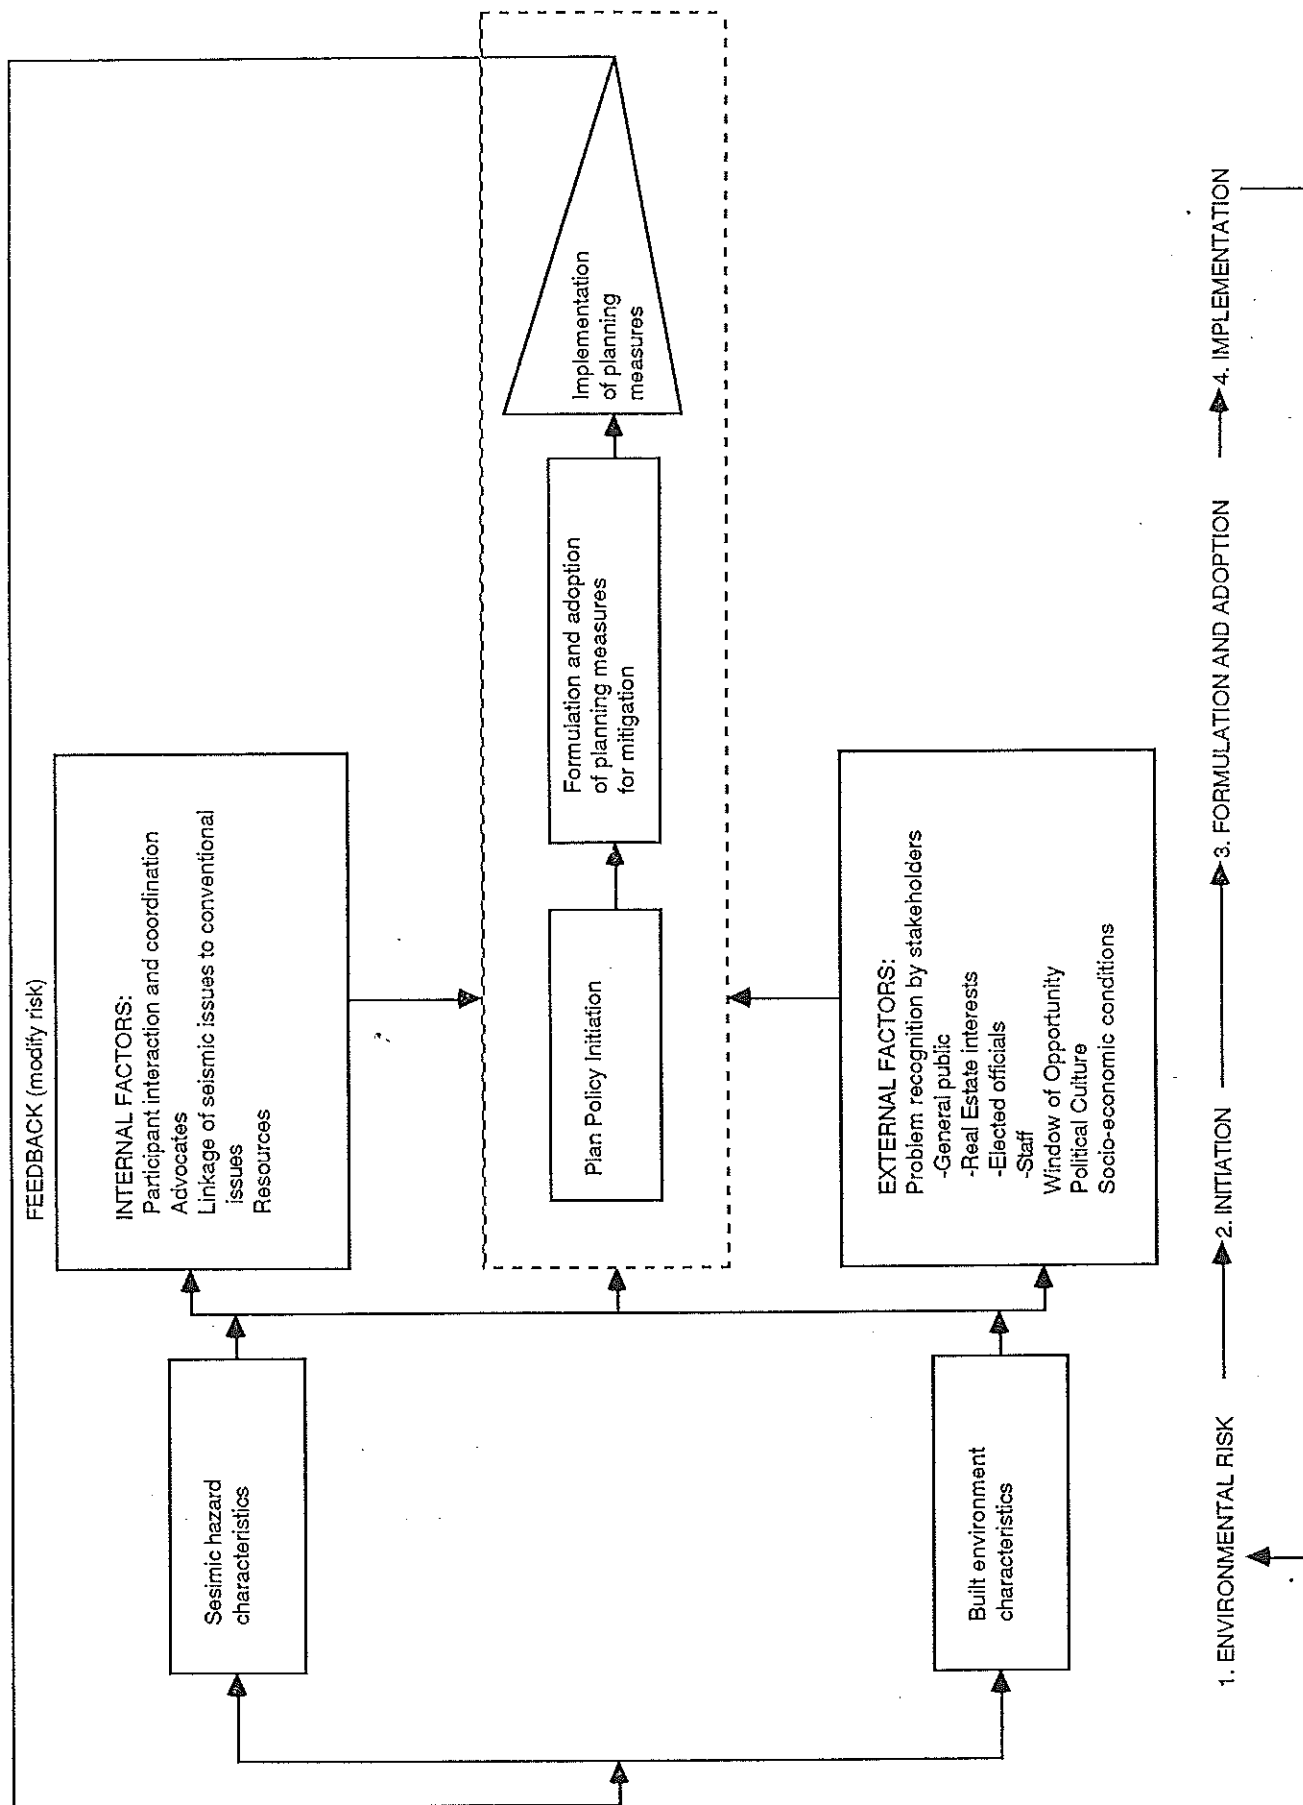 FEEDBACK (modify risk)
Sesimic hazard
characteristics
INTERNAL FACTORS:
Participant interaction and coordination
Advocates
Linkage of seismic issues to conventional
issues
Resources
Plan Policy Initiation
Formulation and adoption
of planning measures
for mitigation
Implementation
of planning
measures
Built environment
characteristics
EXTERNAL FACTORS:
Problem recognition by stakeholders
-General public
-Real Estate interests
-Elected officials
-Staff
Window of Opportunity
Political Culture
Socio-economic conditions
1. ENVIRONMENTAL RISK
2. INITIATION
3. FORMULATION AND ADOPTION
4. IMPLEMENTATION